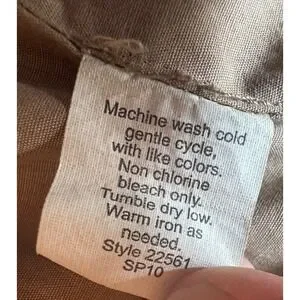 Machine wash cold
gentle cycle,
with like colors.
Non chlorine
bleach only.
Tumble dry low.
Warm iron as
needed.
Style 22561
SP10